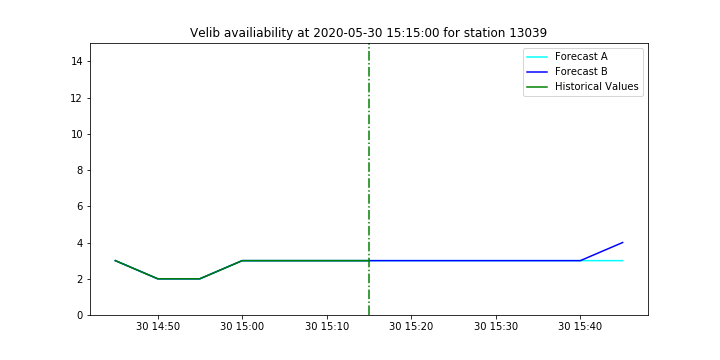 Velib availiability at 2020-05-30 15:15:00 for station 13039
Forecast A
Forecast B
Historical Values
14
12
10
8
6
4
2
0
30 14:50 30 15:00 30 15:10 30 15:20 30 15:30 30 15:40